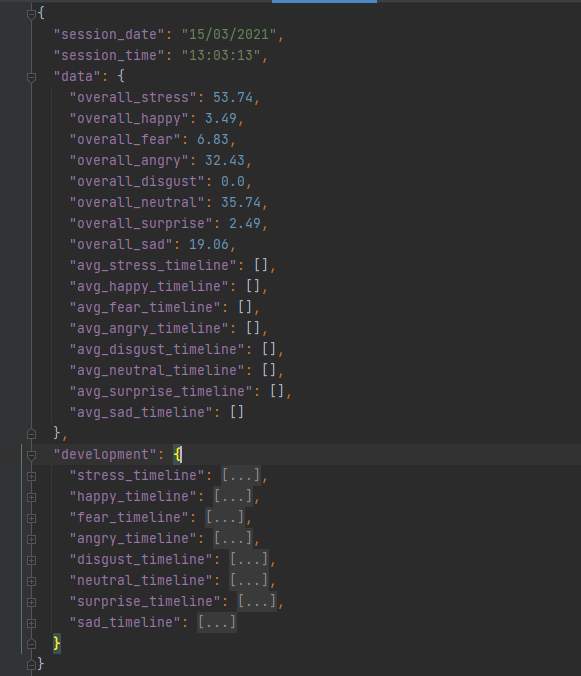 {
"session_date": "15/03/2021",
"session_time": "13:03:13",
"data": {
"overall_stress": 53.74,
"overall_happy": 3.49,
"overall_fear": 6.83,
"overall_angry": 32.43,
"overall_disgust": 0.0,
"overall_neutral": 35.74,
"overall_surprise": 2.49,
"overall_sad": 19.06,
"avg_stress_timeline": [],
"avg_happy_timeline": [],
"avg_fear_timeline": [],
"avg_angry_timeline": [],
"avg_disgust_timeline": [],
"avg_neutral_timeline": [],
"avg_surprise_timeline": [],
"avg_sad_timeline": []
},
"development": {
"stress_timeline": [...],
"happy_timeline": [...],
"fear_timeline": [...],
"angry_timeline": [...],
"disgust_timeline": [...],
"neutral_timeline": [...],
"surprise_timeline": [...],
"sad_timeline": [...]
}
}